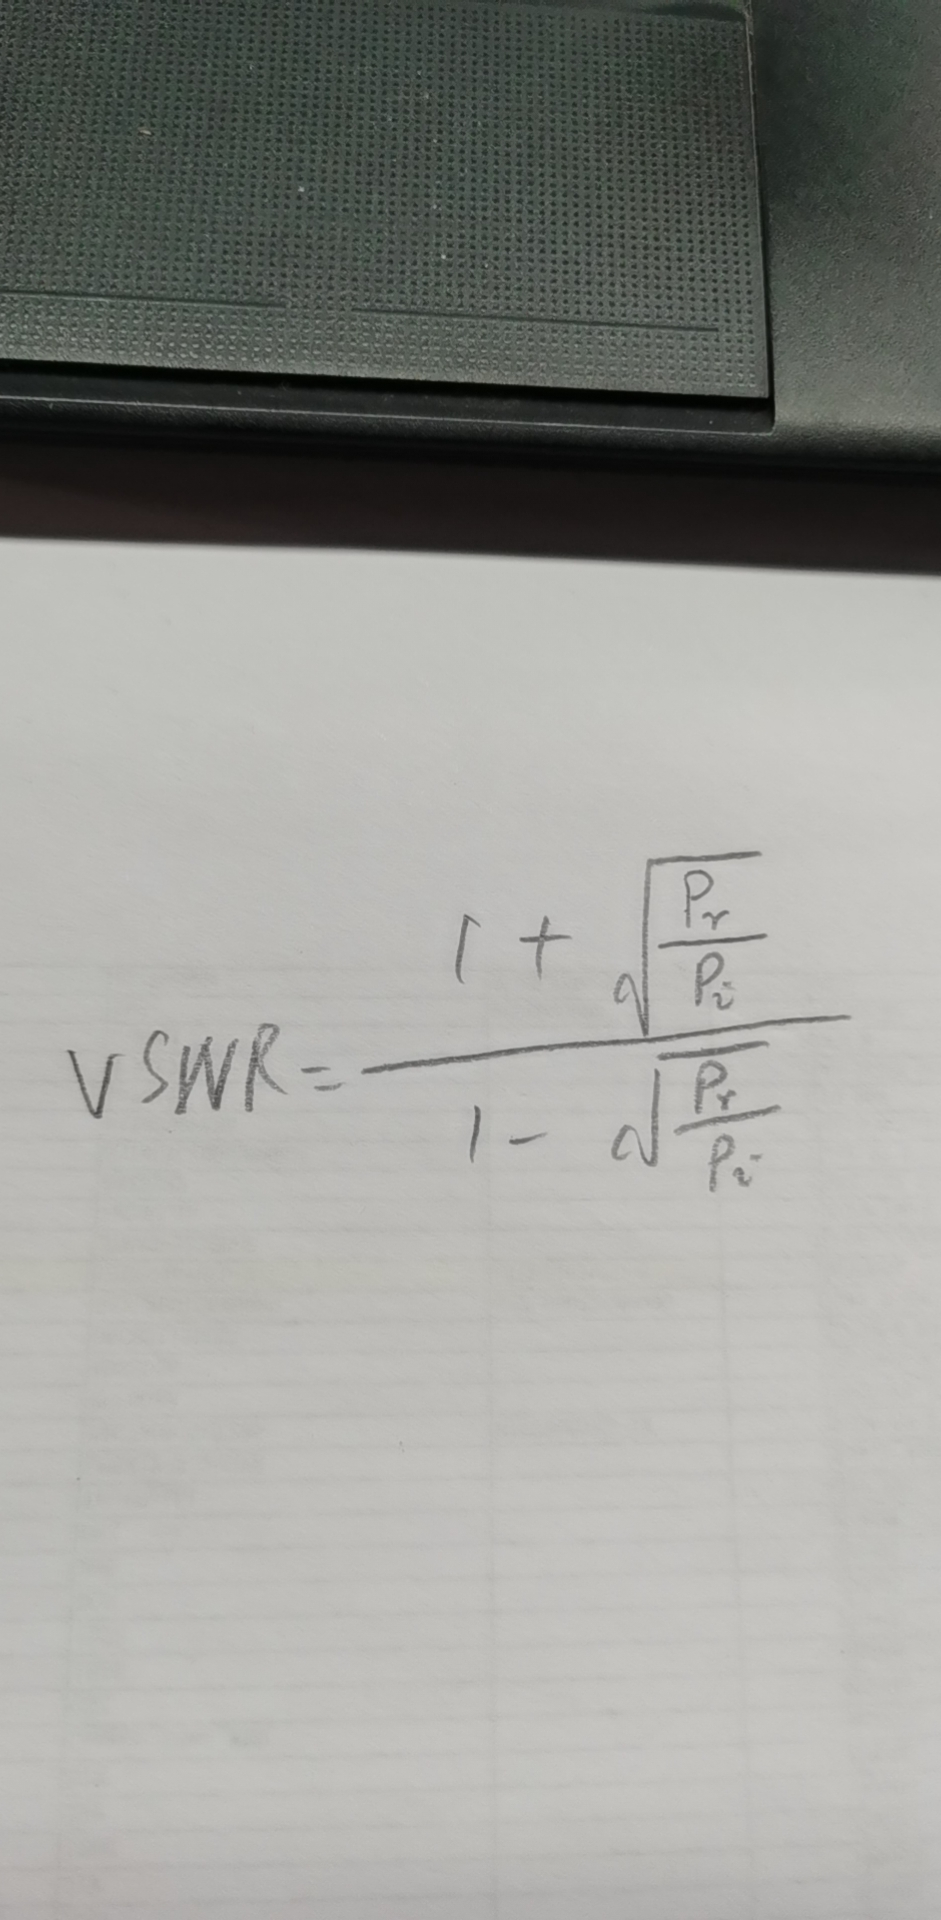 VSWR = (1 + √(Pr/Pi)) / (1 - √(Pr/Pi))